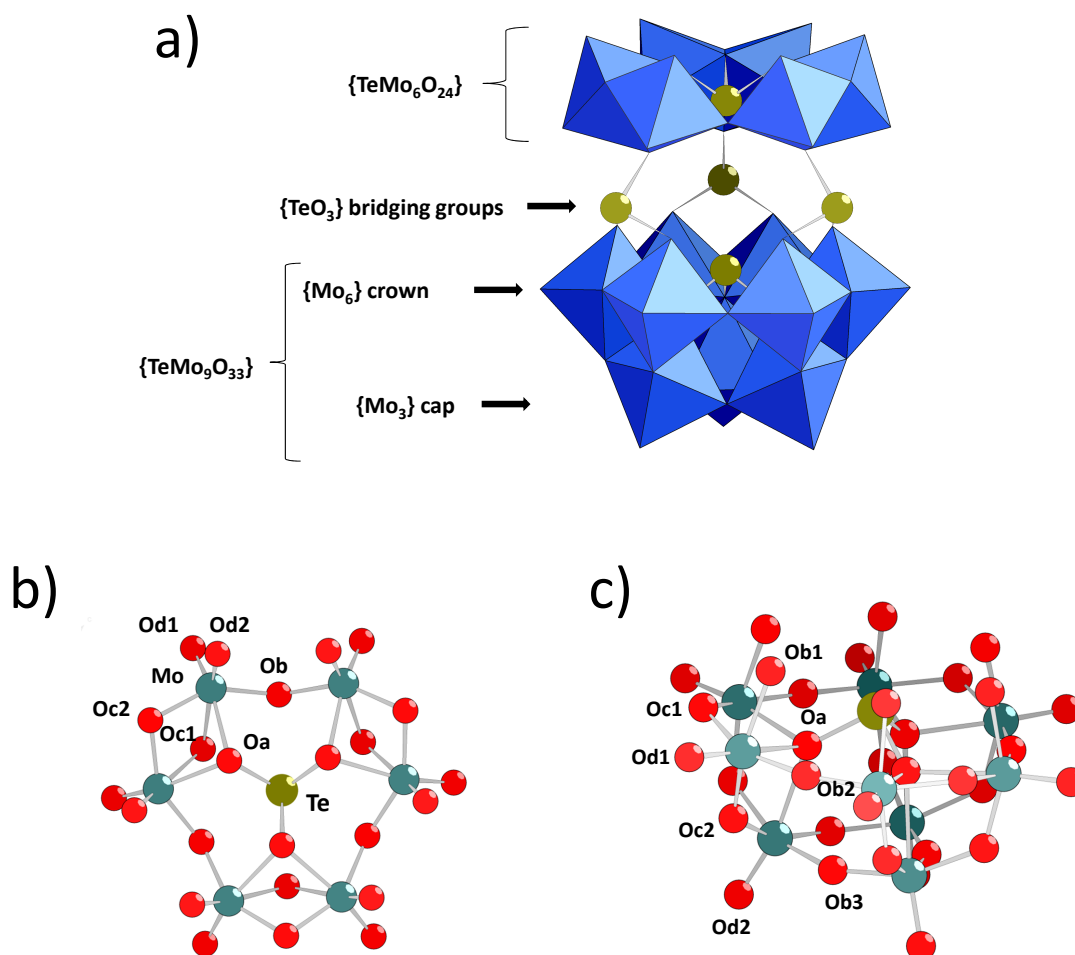 a)
{TeMo₆O₂₄}
{TeO₃} bridging groups
{Mo₆} crown
{TeMo₉O₃₃}
{Mo₃} cap
b)
c)
Od1
Od2
Mo
Ob
Oc2
Oc1
Oa
Te
Ob1
Oc1
Oa
Od1
Ob2
Oc2
Ob3
Od2